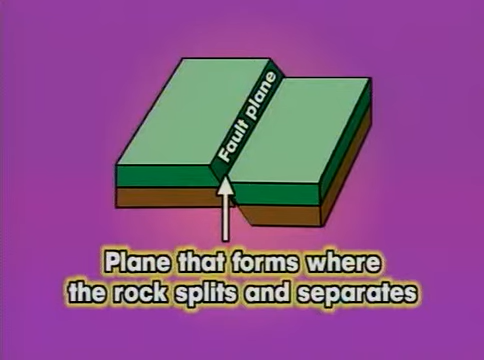 Fault plane
Plane that forms where
the rock splits and separates